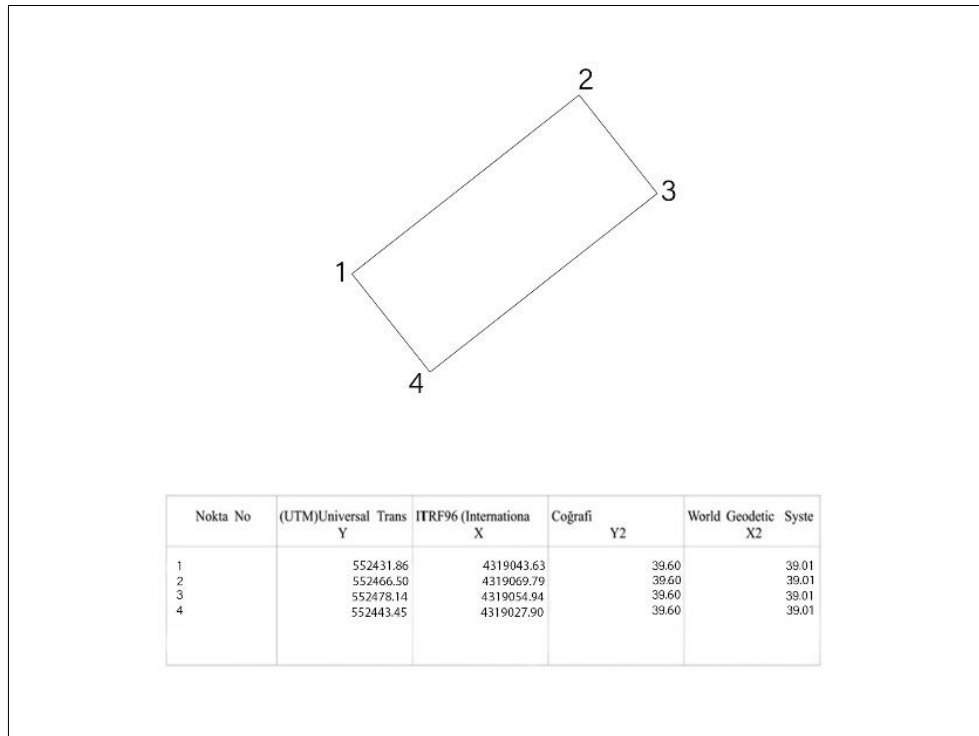 2
3
1
4
Nokta No (UTM)Universal Trans ITRF96 (Internationa Coğrafi World Geodetic Syste
Y X Y2 X2
1 552431.86 4319043.63 39.60 39.01
2 552466.50 4319069.79 39.60 39.01
3 552478.14 4319054.94 39.60 39.01
4 552443.45 4319027.90 39.60 39.01